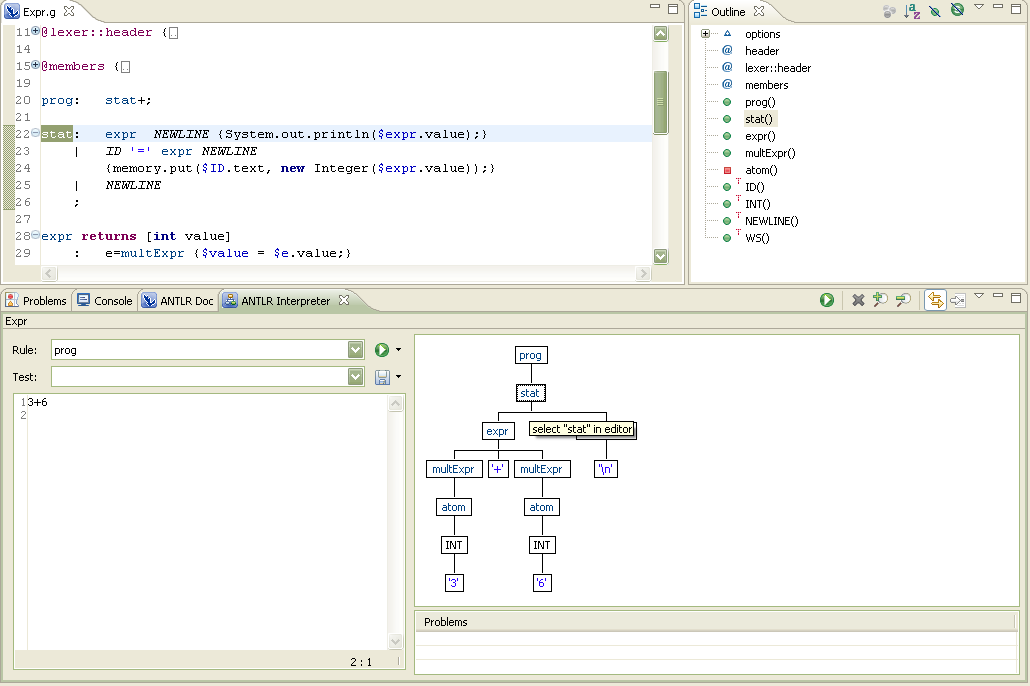 Expr.g
11 @lexer::header {
14
15 @members {
19
20 prog:   stat+;
21
22 stat:   expr  NEWLINE {System.out.println($expr.value);}
23     |   ID '=' expr NEWLINE
24         {memory.put($ID.text, new Integer($expr.value));}
25     |   NEWLINE
26     ;
27
28 expr returns [int value]
29     :   e=multExpr {$value = $e.value;}
Outline
options
header
lexer::header
members
prog()
stat()
expr()
multExpr()
atom()
ID()
INT()
NEWLINE()
WS()
Problems Console ANTLR Doc ANTLR Interpreter
Expr
Rule: prog
Test:
1 3+6
2
2 : 1
prog
stat
expr select "stat" in editor
multExpr '+' multExpr '\n'
atom atom
INT INT
'3' '6'
Problems